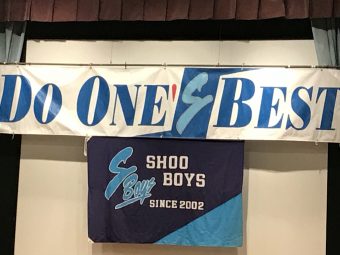 DO ONE'S BEST
SHOO
BOYS
S Boys
SINCE 2002